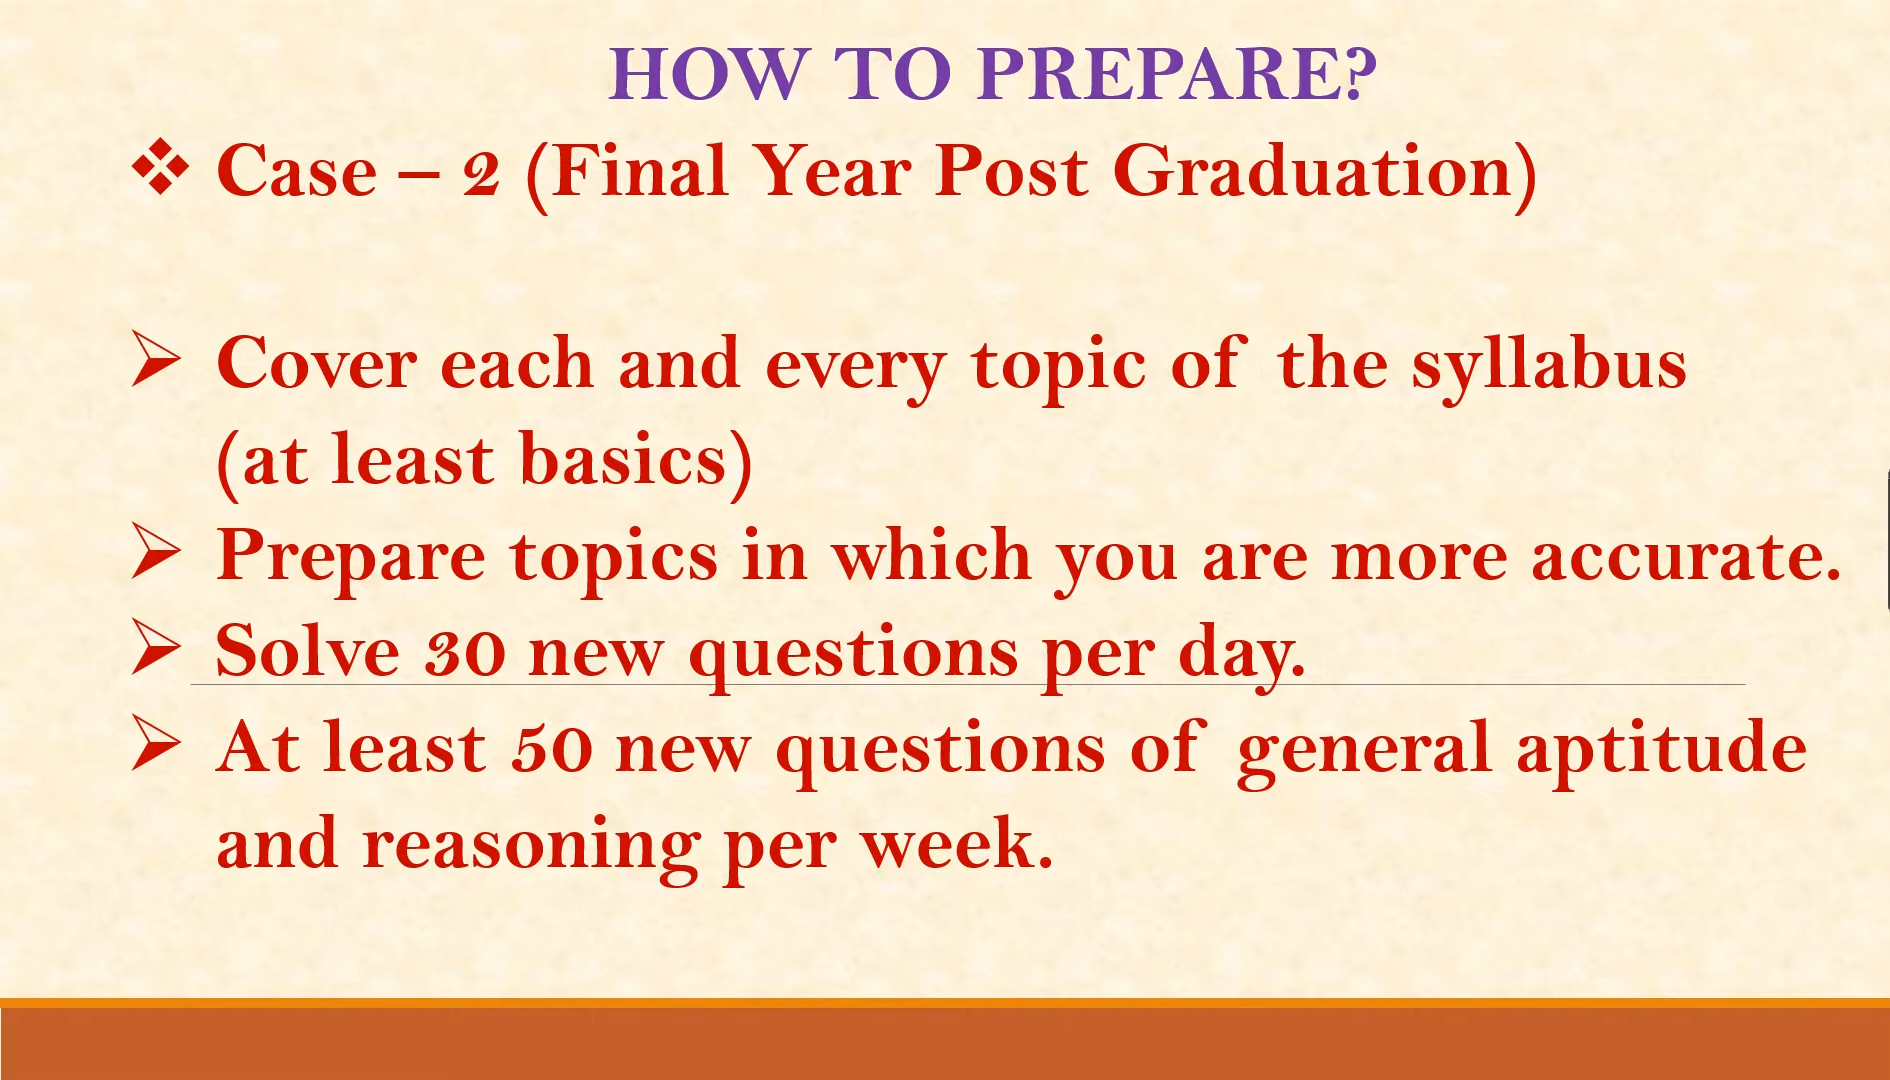 HOW TO PREPARE?
❖ Case – 2 (Final Year Post Graduation)
➢ Cover each and every topic of the syllabus
(at least basics)
➢ Prepare topics in which you are more accurate.
➢ Solve 30 new questions per day.
➢ At least 50 new questions of general aptitude
and reasoning per week.